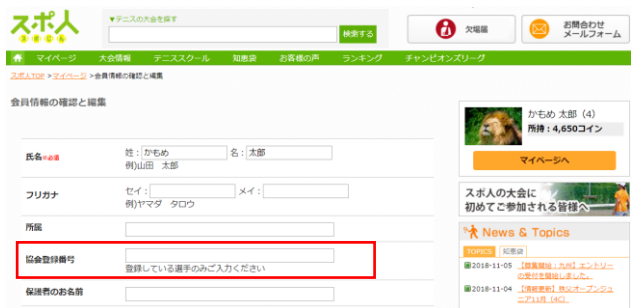 スポ人
スポじん
▼テニスの大会を探す
検索する
欠場届
お問合わせ
メールフォーム
マイページ 大会情報 テニススクール 知恵袋 お客様の声 ランキング チャンピオンズリーグ
スポ人TOP >マイページ >会員情報の確認と編集
会員情報の確認と編集
氏名※必須
姓：かもめ 名：太郎
例)山田 太郎
フリガナ
セイ： メイ：
例)ヤマダ タロウ
所属
協会登録番号
登録している選手のみご入力ください
保護者のお名前
かもめ 太郎（4）
所持：4,650コイン
マイページへ
スポ人の大会に
初めてご参加される皆様へ
News & Topics
TOPICS 知恵袋
2018-11-05 【募集開始：九州】エントリー
の受付を開始しました。
2018-11-04 【情報更新】秩父オープンジュ
ニア11月（4C）